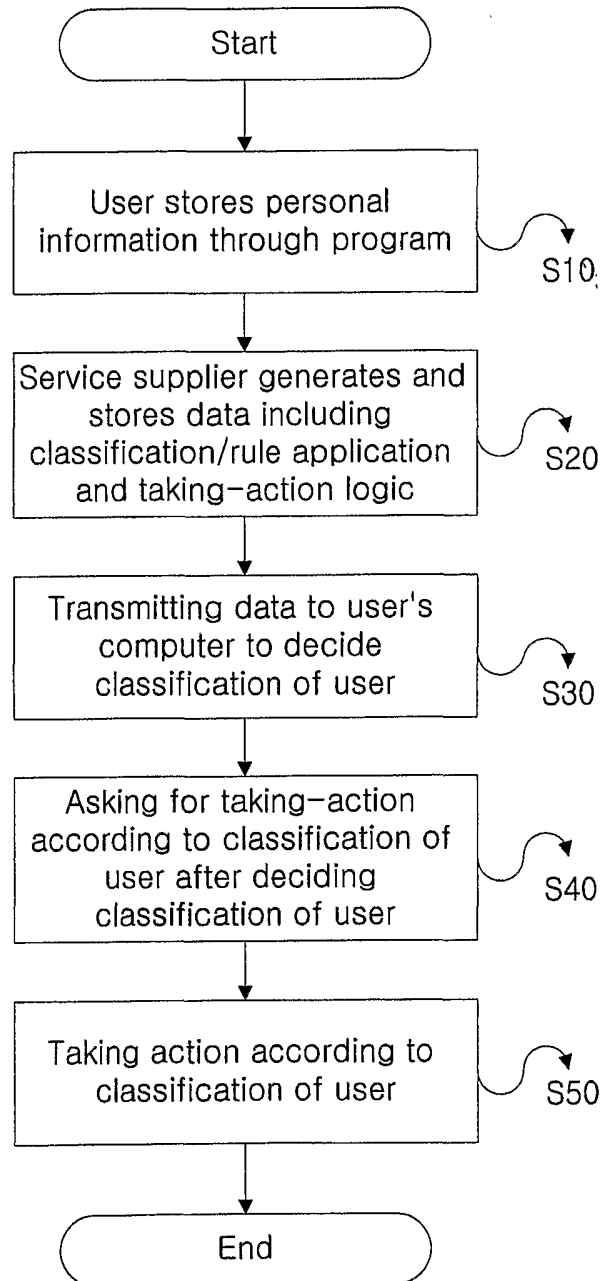 Start
User stores personal
information through program
S10
Service supplier generates and
stores data including
classification/rule application
and taking-action logic
S20
Transmitting data to user's
computer to decide
classification of user
S30
Asking for taking-action
according to classification of
user after deciding
classification of user
S40
Taking action according to
classification of user
S50
End